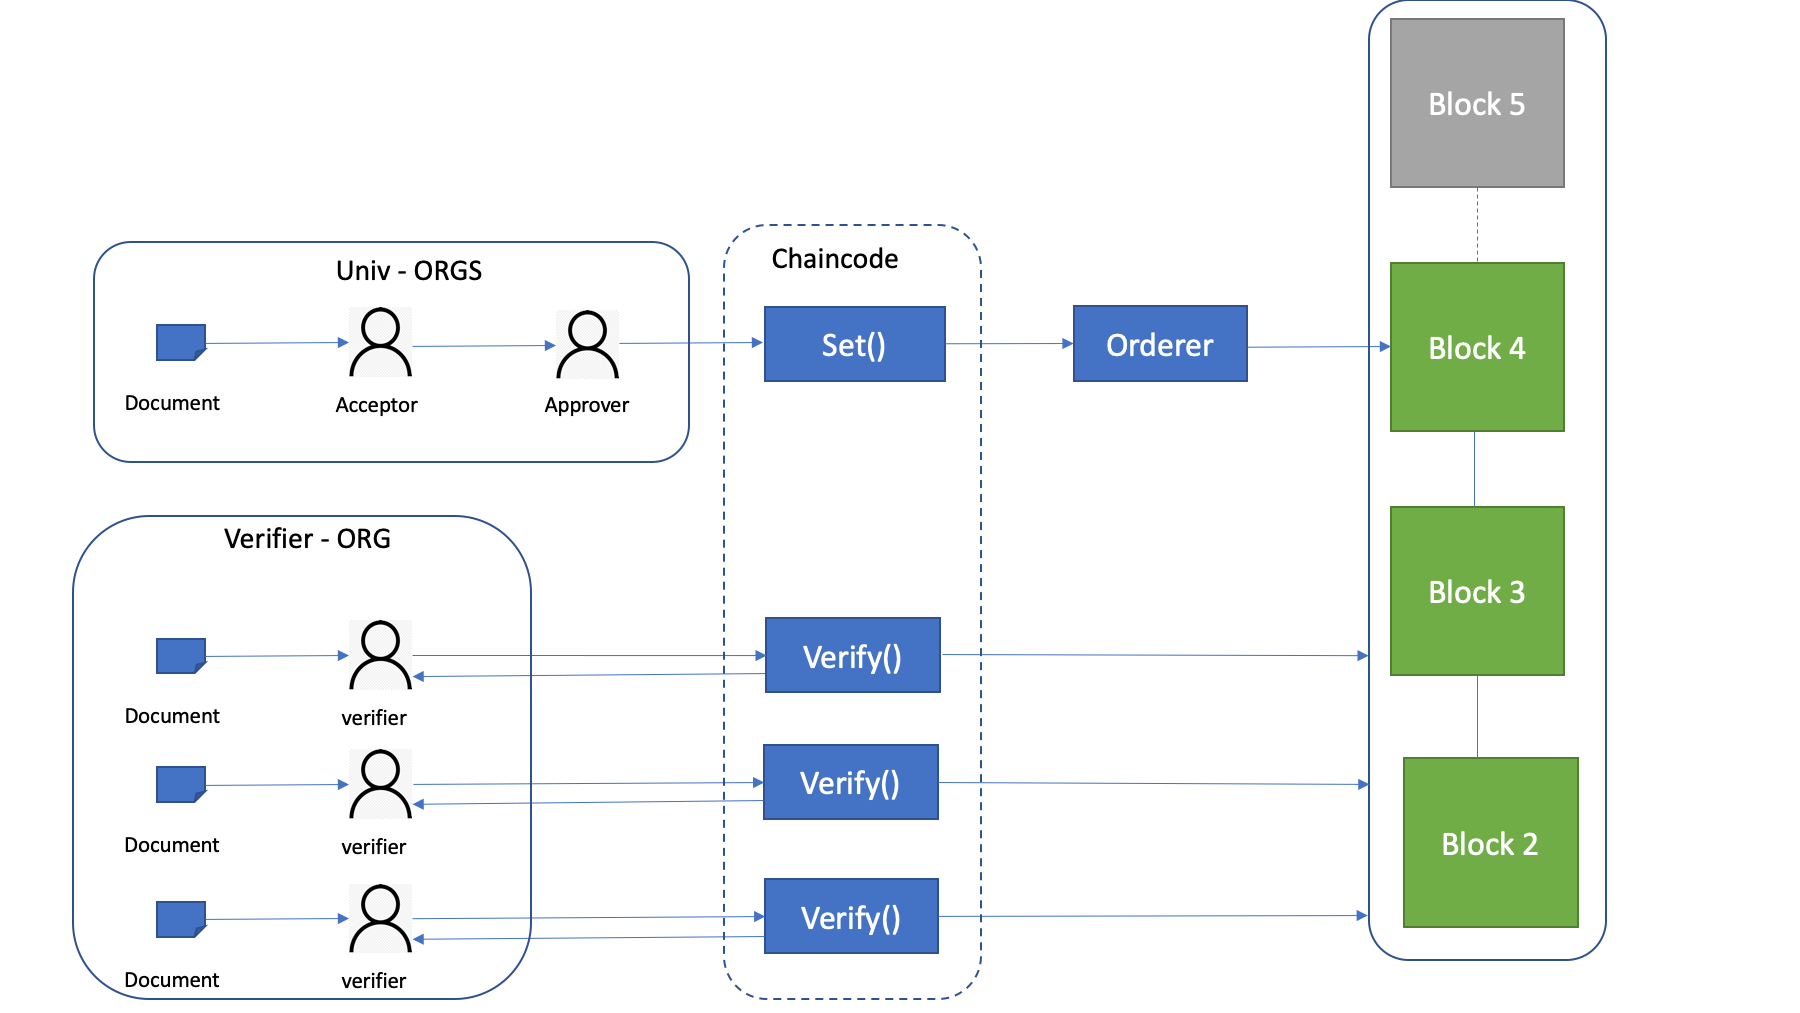 Block 5
Univ - ORGS
Chaincode
Set()
Orderer
Block 4
Document
Acceptor
Approver
Verifier - ORG
Block 3
Verify()
Document
verifier
Verify()
Block 2
Document
verifier
Verify()
Document
verifier